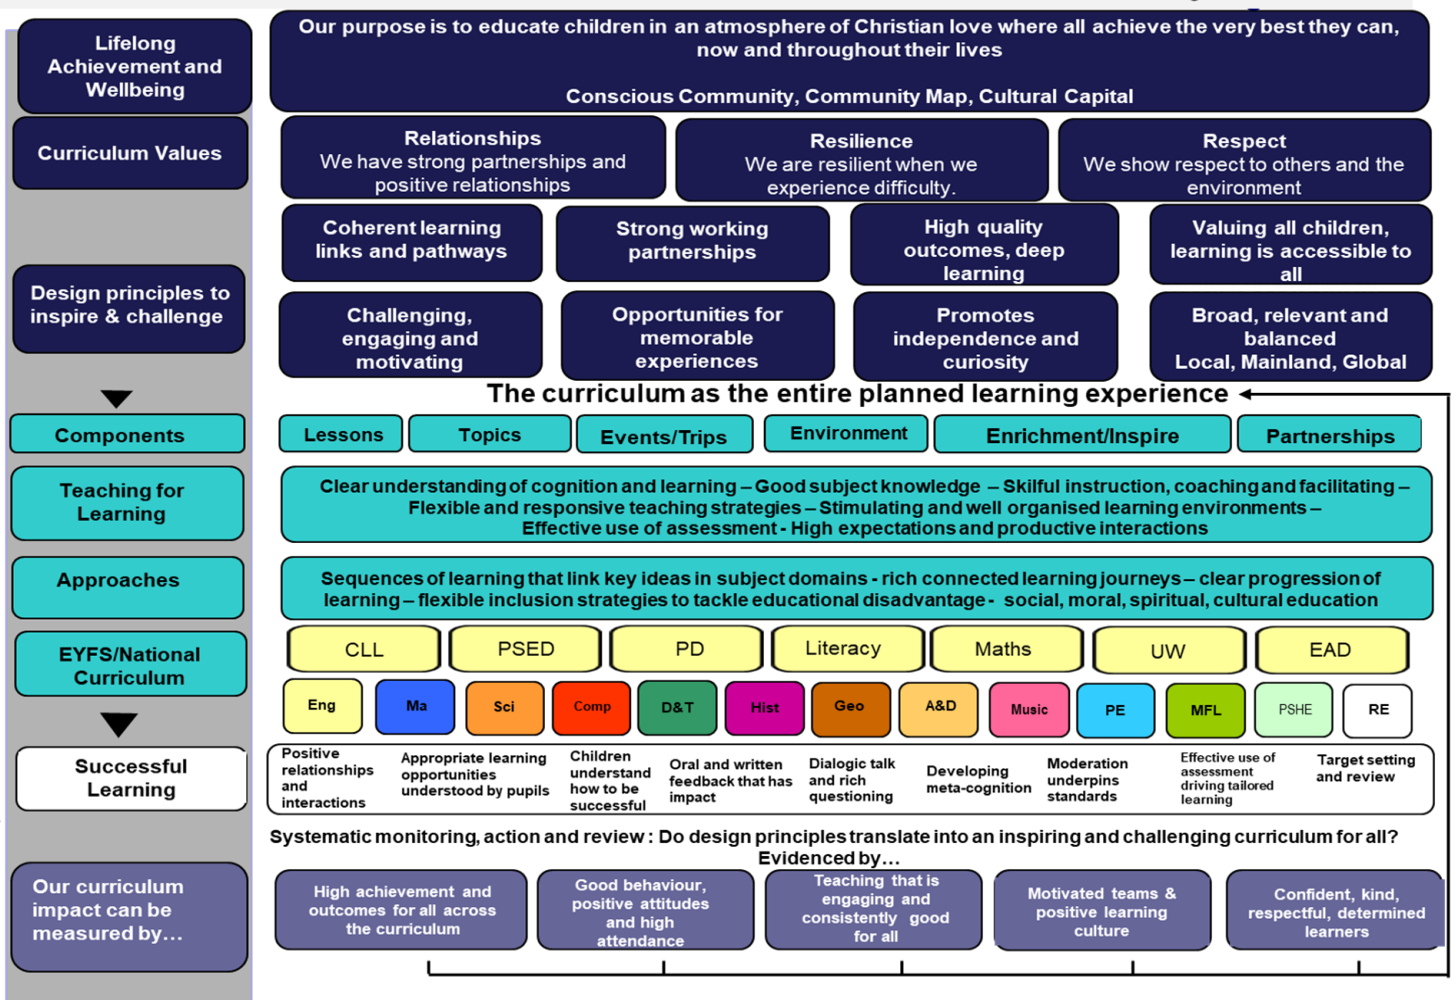 Lifelong
Achievement and
Wellbeing
Our purpose is to educate children in an atmosphere of Christian love where all achieve the very best they can,
now and throughout their lives
Conscious Community, Community Map, Cultural Capital
Curriculum Values
Relationships
We have strong partnerships and
positive relationships
Resilience
We are resilient when we
experience difficulty.
Respect
We show respect to others and the
environment
Design principles to
inspire & challenge
Coherent learning
links and pathways
Strong working
partnerships
High quality
outcomes, deep
learning
Valuing all children,
learning is accessible to
all
Challenging,
engaging and
motivating
Opportunities for
memorable
experiences
Promotes
independence and
curiosity
Broad, relevant and
balanced
Local, Mainland, Global
The curriculum as the entire planned learning experience
Components
Lessons
Topics
Events/Trips
Environment
Enrichment/Inspire
Partnerships
Teaching for
Learning
Clear understanding of cognition and learning – Good subject knowledge – Skilful instruction, coaching and facilitating –
Flexible and responsive teaching strategies – Stimulating and well organised learning environments –
Effective use of assessment - High expectations and productive interactions
Approaches
Sequences of learning that link key ideas in subject domains - rich connected learning journeys – clear progression of
learning – flexible inclusion strategies to tackle educational disadvantage - social, moral, spiritual, cultural education
EYFS/National
Curriculum
CLL
PSED
PD
Literacy
Maths
UW
EAD
Eng
Ma
Sci
Comp
D&T
Hist
Geo
A&D
Music
PE
MFL
PSHE
RE
Successful
Learning
Positive
relationships
and
interactions
Appropriate learning
opportunities
understood by pupils
Children
understand
how to be
successful
Oral and written
feedback that has
impact
Dialogic talk
and rich
questioning
Developing
meta-cognition
Moderation
underpins
standards
Effective use of
assessment
driving tailored
learning
Target setting
and review
Systematic monitoring, action and review : Do design principles translate into an inspiring and challenging curriculum for all?
Evidenced by…
Our curriculum
impact can be
measured by…
High achievement and
outcomes for all across
the curriculum
Good behaviour,
positive attitudes
and high
attendance
Teaching that is
engaging and
consistently good
for all
Motivated teams &
positive learning
culture
Confident, kind,
respectful, determined
learners